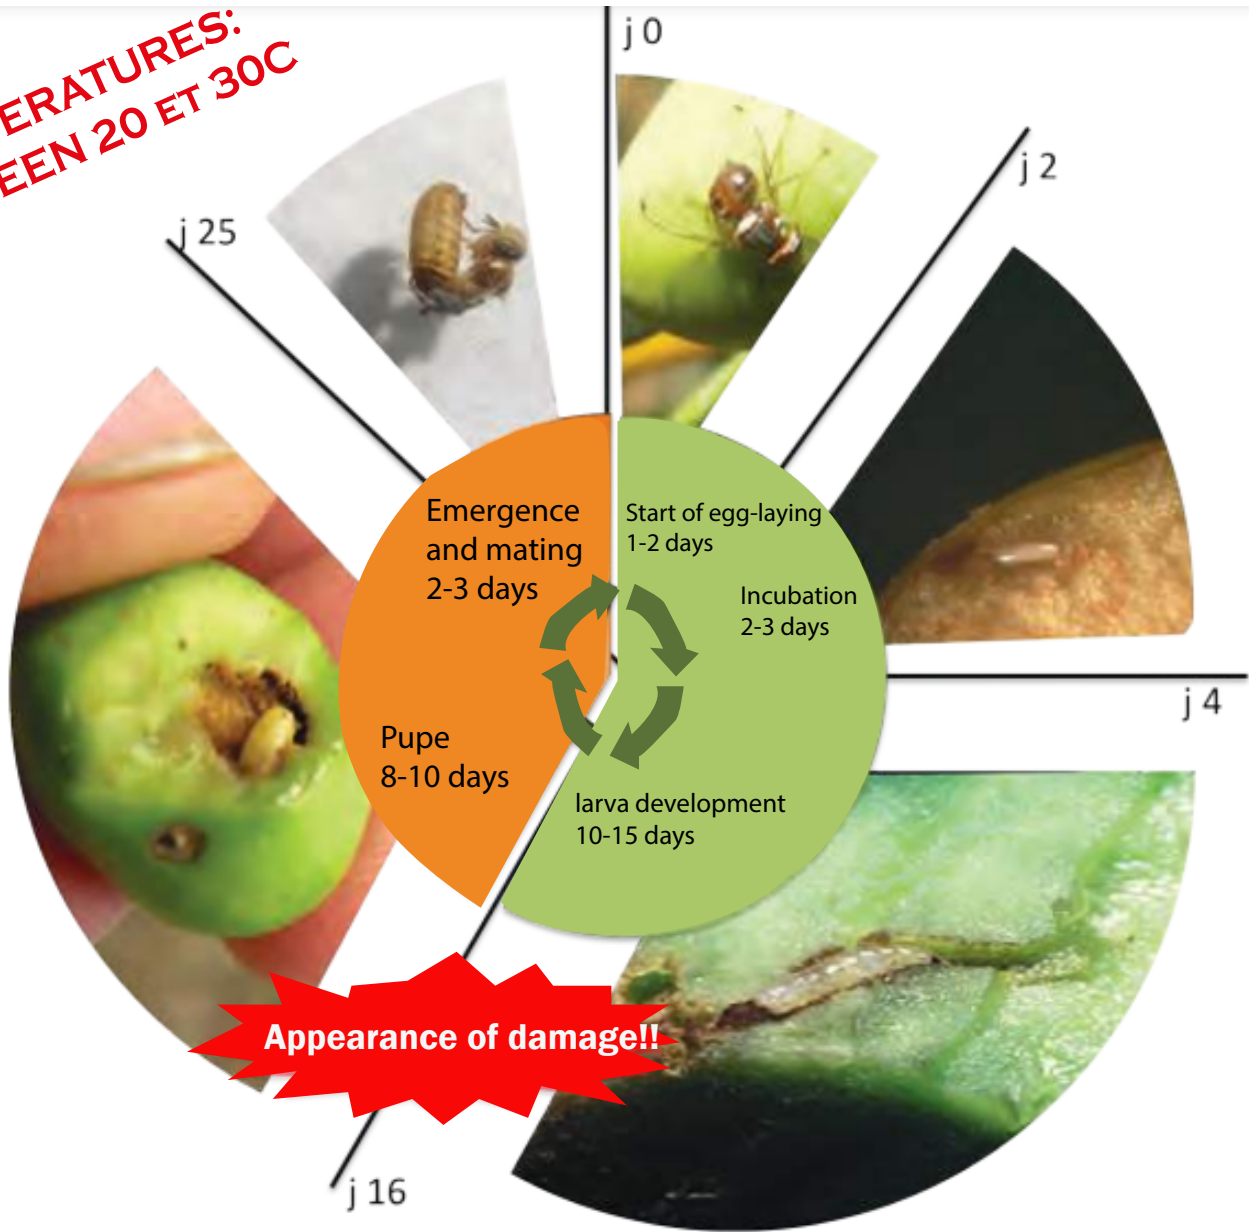 ERATURES:
EEN 20 ET 30C
j 0
j 2
j 25
Emergence
and mating
2-3 days
Start of egg-laying
1-2 days
Incubation
2-3 days
j 4
Pupe
8-10 days
larva development
10-15 days
Appearance of damage!!
j 16